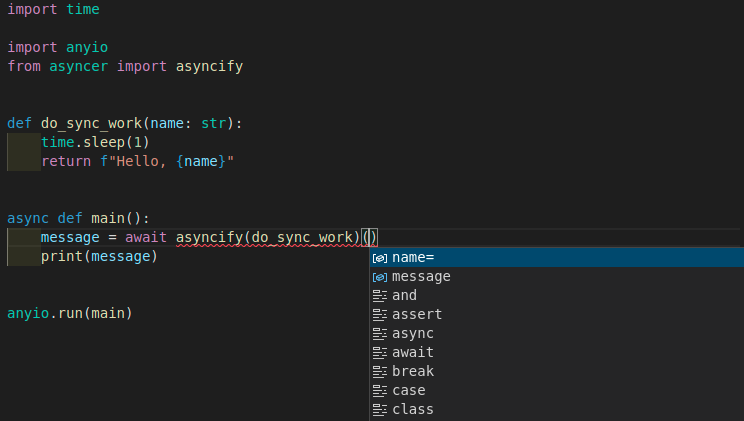 import time
import anyio
from asyncer import asyncify
def do_sync_work(name: str):
    time.sleep(1)
    return f"Hello, {name}"
async def main():
    message = await asyncify(do_sync_work)()
    print(message)
name=
message
and
assert
async
await
break
case
class
anyio.run(main)